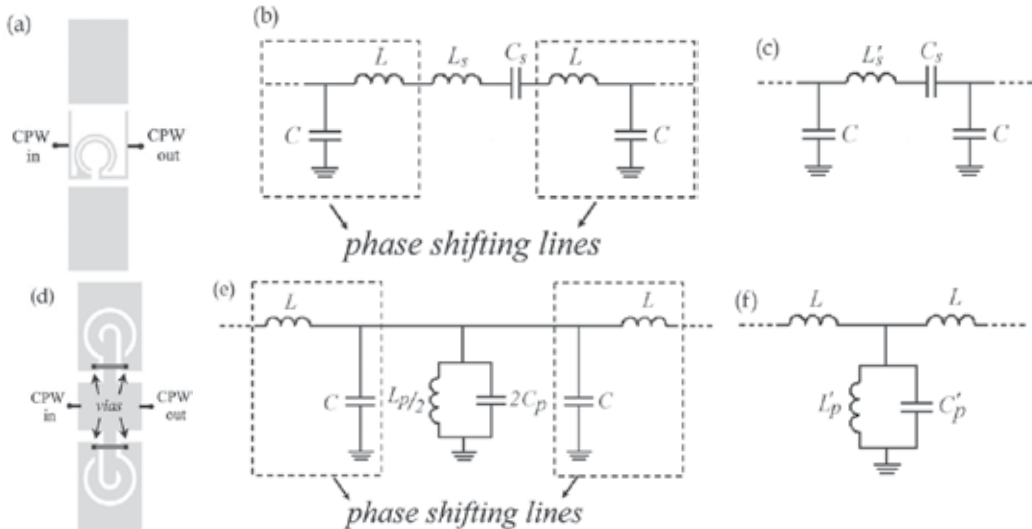 (a)
CPW
in
CPW
out
(b)
L
L_s
C_s
L
C
C
phase shifting lines
(c)
L'_s
C_s
C
C
(d)
CPW
in
vias
CPW
out
(e)
L
L
C
L_p/2
2C_p
C
phase shifting lines
(f)
L
L
L'_p
C'_p